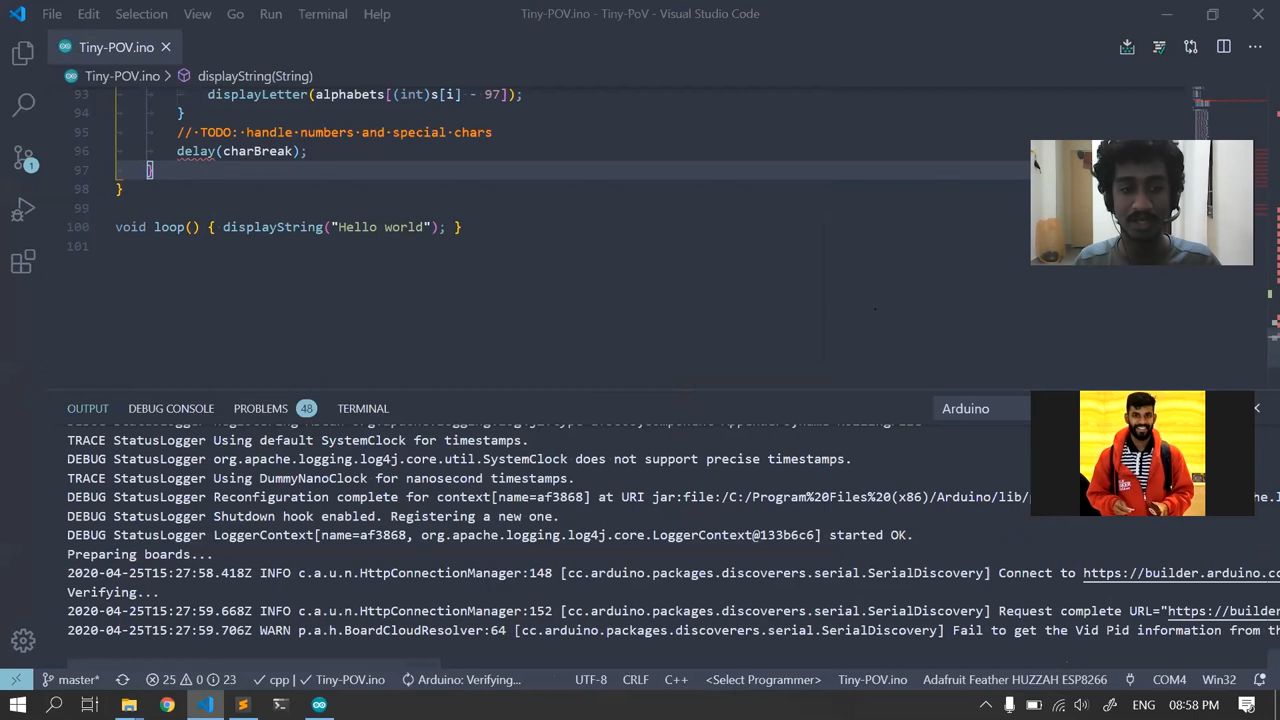 File Edit Selection View Go Run Terminal Help Tiny-POV.ino - Tiny-PoV - Visual Studio Code
Tiny-POV.ino
Tiny-POV.ino > displayString(String)
93 displayLetter(alphabets[(int)s[i] - 97]);
94 }
95 //·TODO:·handle·numbers·and·special·chars
96 delay(charBreak);
97 }
98 }
99
100 void loop() { displayString("Hello world"); }
101
OUTPUT DEBUG CONSOLE PROBLEMS 48 TERMINAL Arduino
TRACE StatusLogger Using default SystemClock for timestamps.
DEBUG StatusLogger org.apache.logging.log4j.core.util.SystemClock does not support precise timestamps.
TRACE StatusLogger Using DummyNanoClock for nanosecond timestamps.
DEBUG StatusLogger Reconfiguration complete for context[name=af3868] at URI jar:file:/C:/Program%20Files%20(x86)/Arduino/lib/
DEBUG StatusLogger Shutdown hook enabled. Registering a new one.
DEBUG StatusLogger LoggerContext[name=af3868, org.apache.logging.log4j.core.LoggerContext@133b6c6] started OK.
Preparing boards...
2020-04-25T15:27:58.418Z INFO c.a.u.n.HttpConnectionManager:148 [cc.arduino.packages.discoverers.serial.SerialDiscovery] Connect to https://builder.arduino.co
Verifying...
2020-04-25T15:27:59.668Z INFO c.a.u.n.HttpConnectionManager:152 [cc.arduino.packages.discoverers.serial.SerialDiscovery] Request complete URL="https://builde
2020-04-25T15:27:59.706Z WARN p.a.h.BoardCloudResolver:64 [cc.arduino.packages.discoverers.serial.SerialDiscovery] Fail to get the Vid Pid information from th
master* 25 0 23 cpp Tiny-POV.ino Arduino: Verifying... UTF-8 CRLF C++ <Select Programmer> Tiny-POV.ino Adafruit Feather HUZZAH ESP8266 COM4 Win32
ENG 08:58 PM